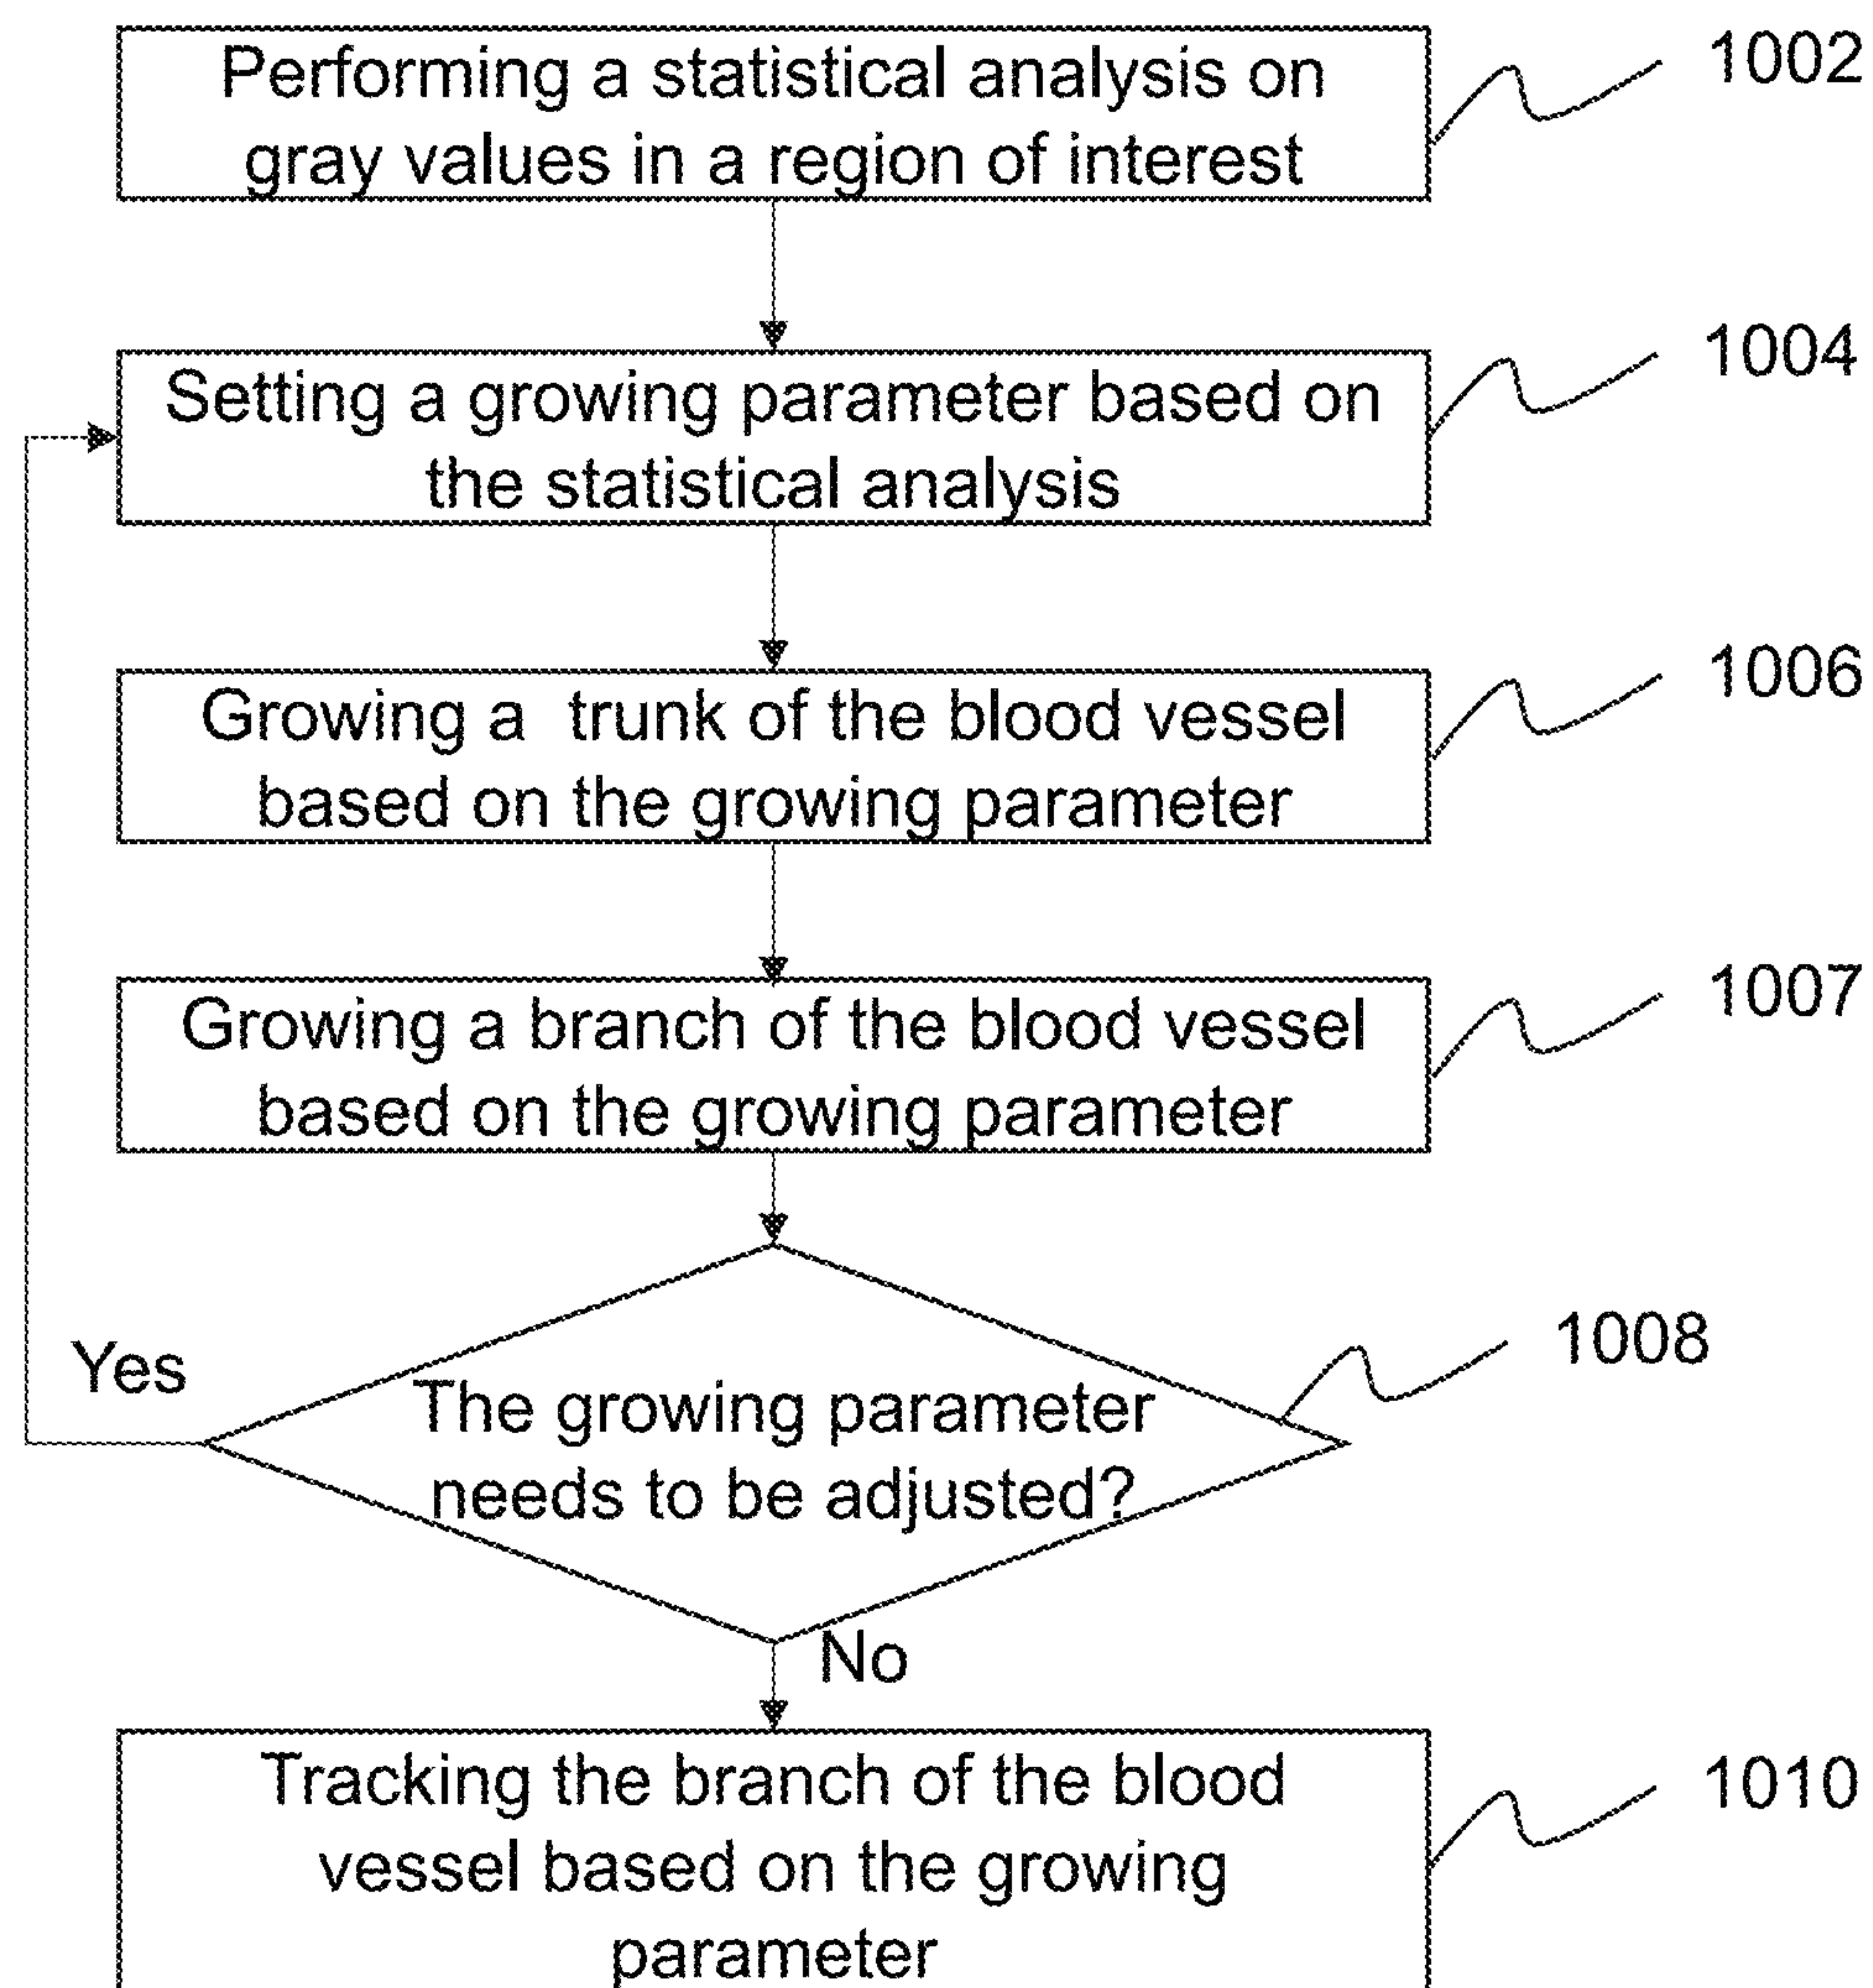 Performing a statistical analysis on
gray values in a region of interest
1002
Setting a growing parameter based on
the statistical analysis
1004
Growing a trunk of the blood vessel
based on the growing parameter
1006
Growing a branch of the blood vessel
based on the growing parameter
1007
The growing parameter
needs to be adjusted?
1008
Yes
No
Tracking the branch of the blood
vessel based on the growing
parameter
1010